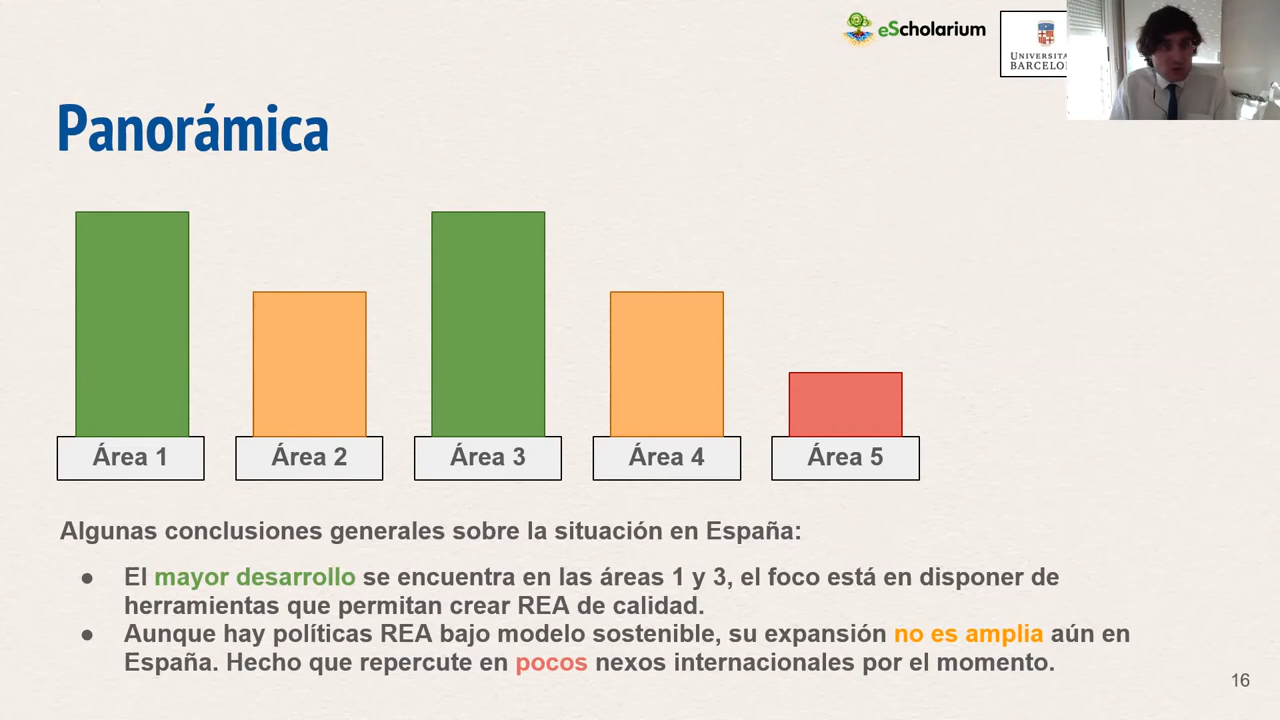 eScholarium
UNIVERSITA
BARCELO
Panorámica
Área 1
Área 2
Área 3
Área 4
Área 5
Algunas conclusiones generales sobre la situación en España:
● El mayor desarrollo se encuentra en las áreas 1 y 3, el foco está en disponer de
herramientas que permitan crear REA de calidad.
● Aunque hay políticas REA bajo modelo sostenible, su expansión no es amplia aún en
España. Hecho que repercute en pocos nexos internacionales por el momento.
16